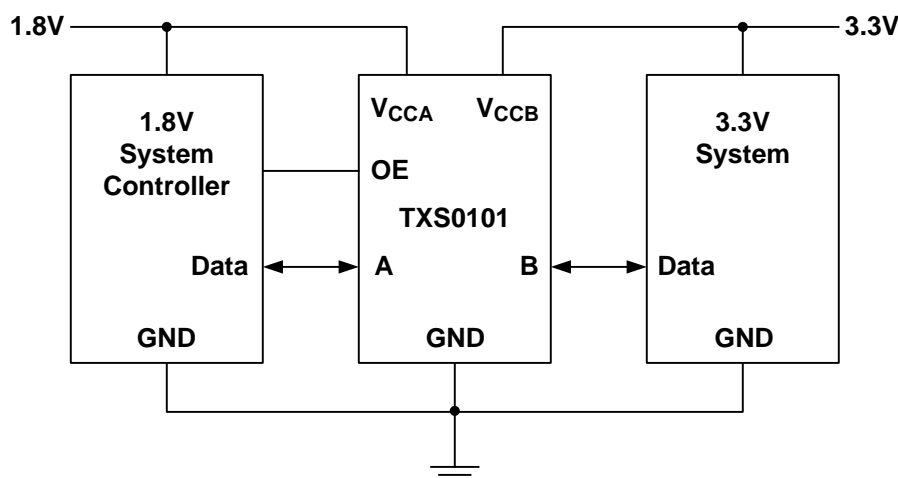 1.8V
3.3V
1.8V
System
Controller
Data
GND
VCCA
VCCB
OE
TXS0101
A
B
GND
3.3V
System
Data
GND